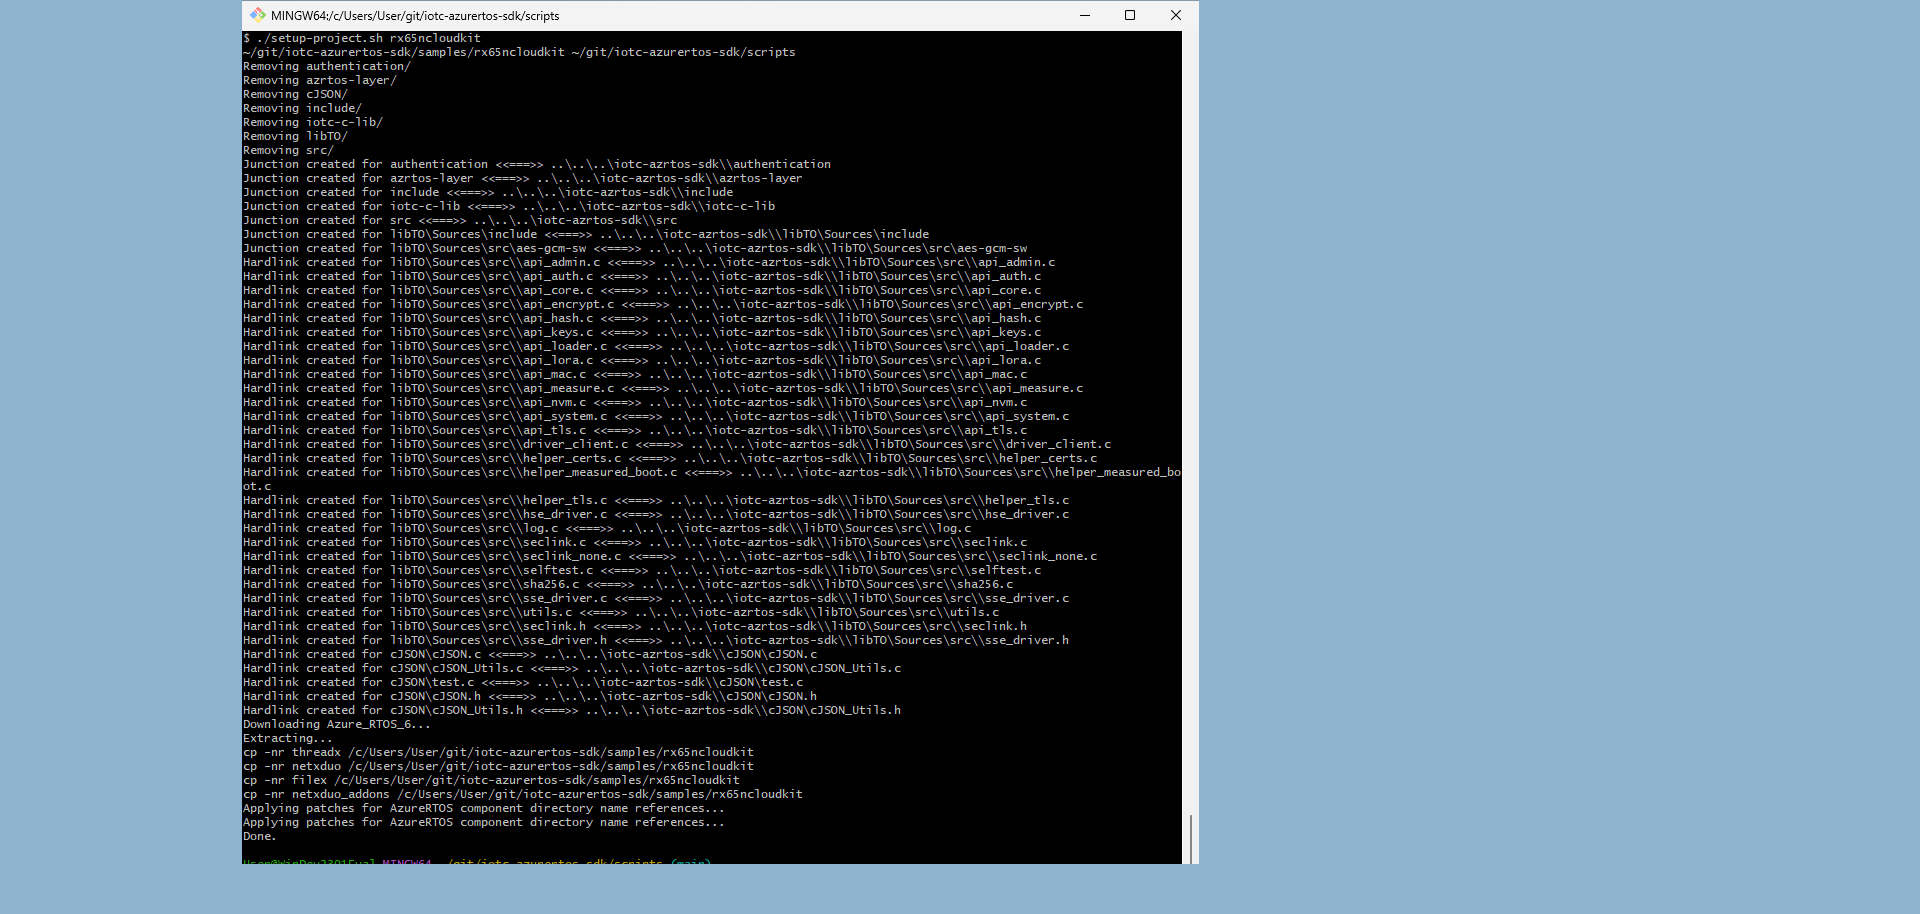 MINGW64:/c/Users/User/git/iotc-azurertos-sdk/scripts
$ ./setup-project.sh rx65ncloudkit
~/git/iotc-azurertos-sdk/samples/rx65ncloudkit ~/git/iotc-azurertos-sdk/scripts
Removing authentication/
Removing azrtos-layer/
Removing cJSON/
Removing include/
Removing iotc-c-lib/
Removing libTO/
Removing src/
Junction created for authentication <<===>> ..\..\..\iotc-azrtos-sdk\\authentication
Junction created for azrtos-layer <<===>> ..\..\..\iotc-azrtos-sdk\\azrtos-layer
Junction created for include <<===>> ..\..\..\iotc-azrtos-sdk\\include
Junction created for iotc-c-lib <<===>> ..\..\..\iotc-azrtos-sdk\\iotc-c-lib
Junction created for src <<===>> ..\..\..\iotc-azrtos-sdk\\src
Junction created for libTO\Sources\include <<===>> ..\..\..\iotc-azrtos-sdk\\libTO\Sources\include
Junction created for libTO\Sources\src\aes-gcm-sw <<===>> ..\..\..\iotc-azrtos-sdk\\libTO\Sources\src\aes-gcm-sw
Hardlink created for libTO\Sources\src\\api_admin.c <<===>> ..\..\..\iotc-azrtos-sdk\\libTO\Sources\src\\api_admin.c
Hardlink created for libTO\Sources\src\\api_auth.c <<===>> ..\..\..\iotc-azrtos-sdk\\libTO\Sources\src\\api_auth.c
Hardlink created for libTO\Sources\src\\api_core.c <<===>> ..\..\..\iotc-azrtos-sdk\\libTO\Sources\src\\api_core.c
Hardlink created for libTO\Sources\src\\api_encrypt.c <<===>> ..\..\..\iotc-azrtos-sdk\\libTO\Sources\src\\api_encrypt.c
Hardlink created for libTO\Sources\src\\api_hash.c <<===>> ..\..\..\iotc-azrtos-sdk\\libTO\Sources\src\\api_hash.c
Hardlink created for libTO\Sources\src\\api_keys.c <<===>> ..\..\..\iotc-azrtos-sdk\\libTO\Sources\src\\api_keys.c
Hardlink created for libTO\Sources\src\\api_loader.c <<===>> ..\..\..\iotc-azrtos-sdk\\libTO\Sources\src\\api_loader.c
Hardlink created for libTO\Sources\src\\api_lora.c <<===>> ..\..\..\iotc-azrtos-sdk\\libTO\Sources\src\\api_lora.c
Hardlink created for libTO\Sources\src\\api_mac.c <<===>> ..\..\..\iotc-azrtos-sdk\\libTO\Sources\src\\api_mac.c
Hardlink created for libTO\Sources\src\\api_measure.c <<===>> ..\..\..\iotc-azrtos-sdk\\libTO\Sources\src\\api_measure.c
Hardlink created for libTO\Sources\src\\api_nvm.c <<===>> ..\..\..\iotc-azrtos-sdk\\libTO\Sources\src\\api_nvm.c
Hardlink created for libTO\Sources\src\\api_system.c <<===>> ..\..\..\iotc-azrtos-sdk\\libTO\Sources\src\\api_system.c
Hardlink created for libTO\Sources\src\\api_tls.c <<===>> ..\..\..\iotc-azrtos-sdk\\libTO\Sources\src\\api_tls.c
Hardlink created for libTO\Sources\src\\driver_client.c <<===>> ..\..\..\iotc-azrtos-sdk\\libTO\Sources\src\\driver_client.c
Hardlink created for libTO\Sources\src\\helper_certs.c <<===>> ..\..\..\iotc-azrtos-sdk\\libTO\Sources\src\\helper_certs.c
Hardlink created for libTO\Sources\src\\helper_measured_boot.c <<===>> ..\..\..\iotc-azrtos-sdk\\libTO\Sources\src\\helper_measured_bo
ot.c
Hardlink created for libTO\Sources\src\\helper_tls.c <<===>> ..\..\..\iotc-azrtos-sdk\\libTO\Sources\src\\helper_tls.c
Hardlink created for libTO\Sources\src\\hse_driver.c <<===>> ..\..\..\iotc-azrtos-sdk\\libTO\Sources\src\\hse_driver.c
Hardlink created for libTO\Sources\src\\log.c <<===>> ..\..\..\iotc-azrtos-sdk\\libTO\Sources\src\\log.c
Hardlink created for libTO\Sources\src\\seclink.c <<===>> ..\..\..\iotc-azrtos-sdk\\libTO\Sources\src\\seclink.c
Hardlink created for libTO\Sources\src\\seclink_none.c <<===>> ..\..\..\iotc-azrtos-sdk\\libTO\Sources\src\\seclink_none.c
Hardlink created for libTO\Sources\src\\selftest.c <<===>> ..\..\..\iotc-azrtos-sdk\\libTO\Sources\src\\selftest.c
Hardlink created for libTO\Sources\src\\sha256.c <<===>> ..\..\..\iotc-azrtos-sdk\\libTO\Sources\src\\sha256.c
Hardlink created for libTO\Sources\src\\sse_driver.c <<===>> ..\..\..\iotc-azrtos-sdk\\libTO\Sources\src\\sse_driver.c
Hardlink created for libTO\Sources\src\\utils.c <<===>> ..\..\..\iotc-azrtos-sdk\\libTO\Sources\src\\utils.c
Hardlink created for libTO\Sources\src\\seclink.h <<===>> ..\..\..\iotc-azrtos-sdk\\libTO\Sources\src\\seclink.h
Hardlink created for libTO\Sources\src\\sse_driver.h <<===>> ..\..\..\iotc-azrtos-sdk\\libTO\Sources\src\\sse_driver.h
Hardlink created for cJSON\cJSON.c <<===>> ..\..\..\iotc-azrtos-sdk\\cJSON\cJSON.c
Hardlink created for cJSON\cJSON_Utils.c <<===>> ..\..\..\iotc-azrtos-sdk\\cJSON\cJSON_Utils.c
Hardlink created for cJSON\test.c <<===>> ..\..\..\iotc-azrtos-sdk\\cJSON\test.c
Hardlink created for cJSON\cJSON.h <<===>> ..\..\..\iotc-azrtos-sdk\\cJSON\cJSON.h
Hardlink created for cJSON\cJSON_Utils.h <<===>> ..\..\..\iotc-azrtos-sdk\\cJSON\cJSON_Utils.h
Downloading Azure_RTOS_6...
Extracting...
cp -nr threadx /c/Users/User/git/iotc-azurertos-sdk/samples/rx65ncloudkit
cp -nr netxduo /c/Users/User/git/iotc-azurertos-sdk/samples/rx65ncloudkit
cp -nr filex /c/Users/User/git/iotc-azurertos-sdk/samples/rx65ncloudkit
cp -nr netxduo_addons /c/Users/User/git/iotc-azurertos-sdk/samples/rx65ncloudkit
Applying patches for AzureRTOS component directory name references...
Applying patches for AzureRTOS component directory name references...
Done.
User@WinDev2301Eval MINGW64 ~/git/iotc-azurertos-sdk/scripts (main)